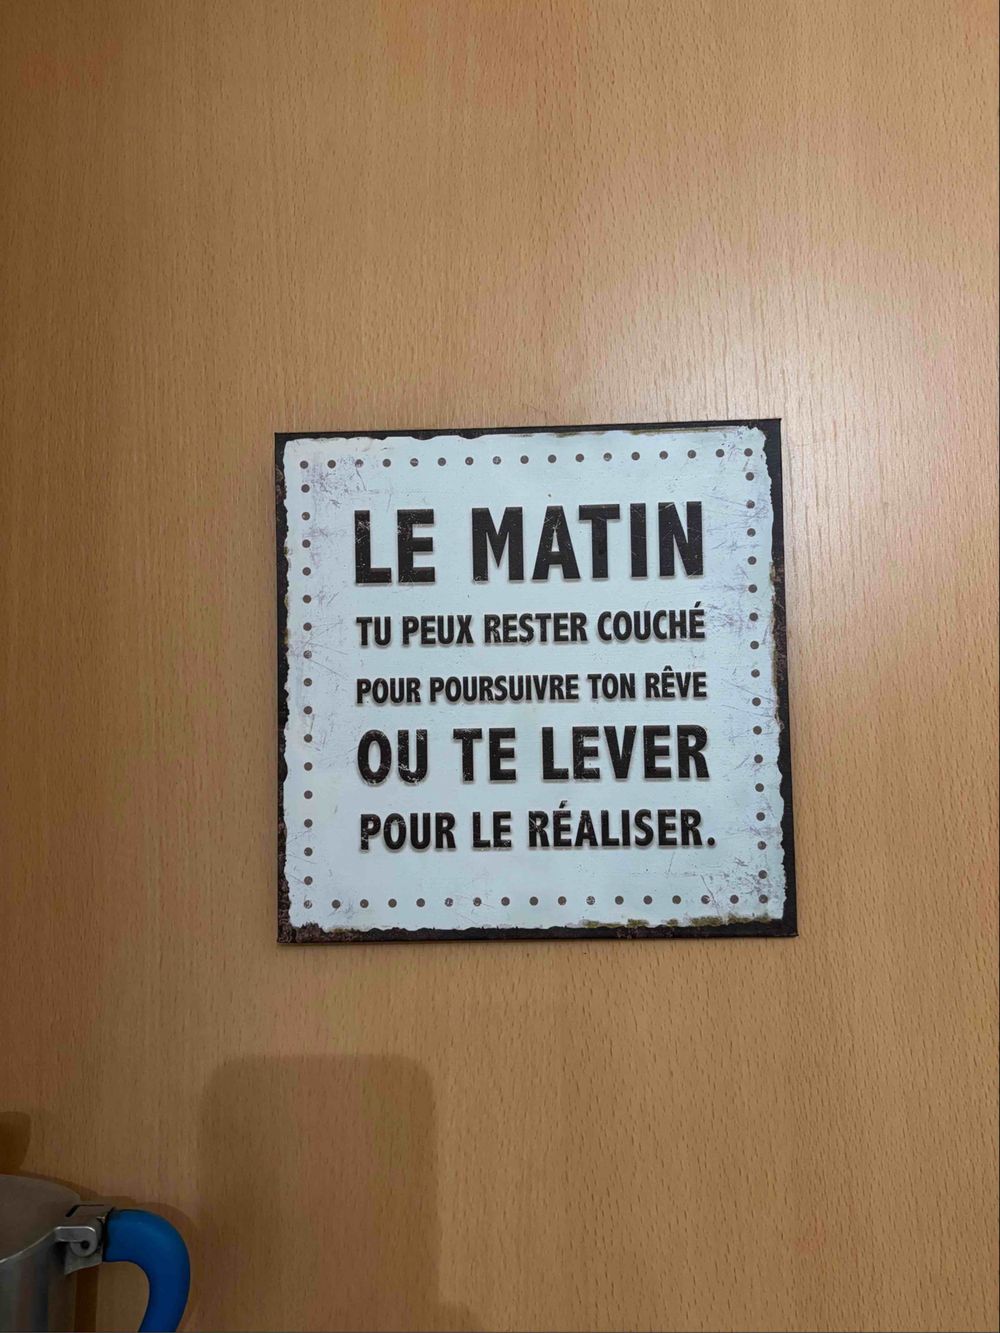 LE MATIN
TU PEUX RESTER COUCHÉ
POUR POURSUIVRE TON RÊVE
OU TE LEVER
POUR LE RÉALISER.